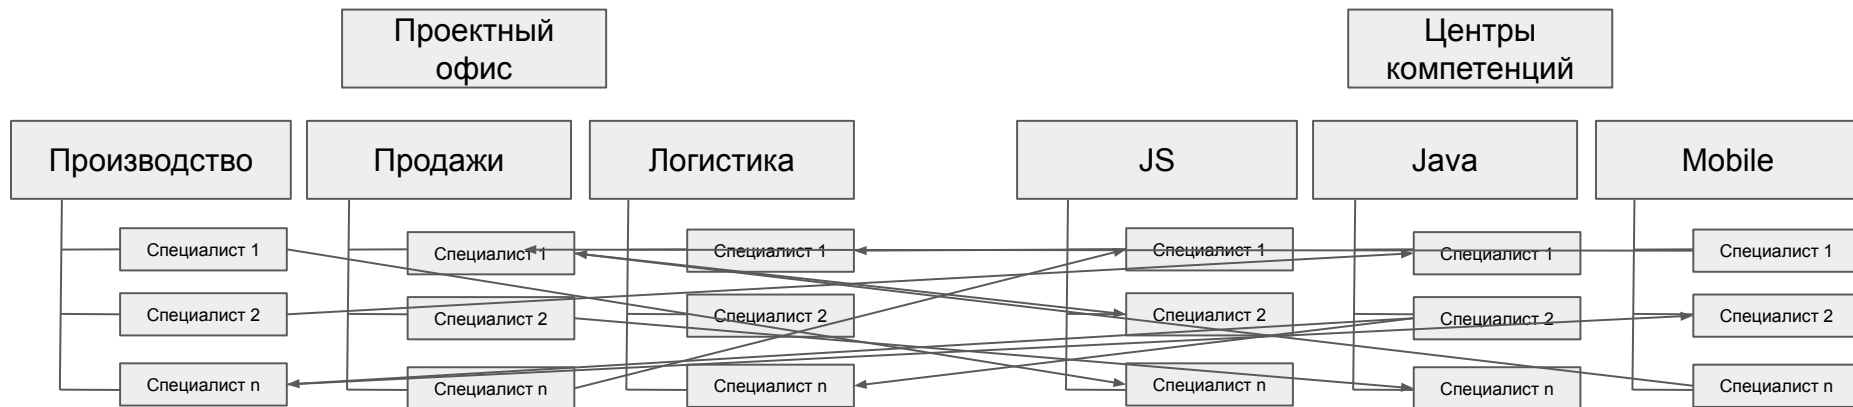 Проектный
офис
Центры
компетенций
Производство
Продажи
Логистика
JS
Java
Mobile
Специалист 1
Специалист 1
Специалист 1
Специалист 1
Специалист 1
Специалист 1
Специалист 2
Специалист 2
Специалист 2
Специалист 2
Специалист 2
Специалист 2
Специалист n
Специалист n
Специалист n
Специалист n
Специалист n
Специалист n